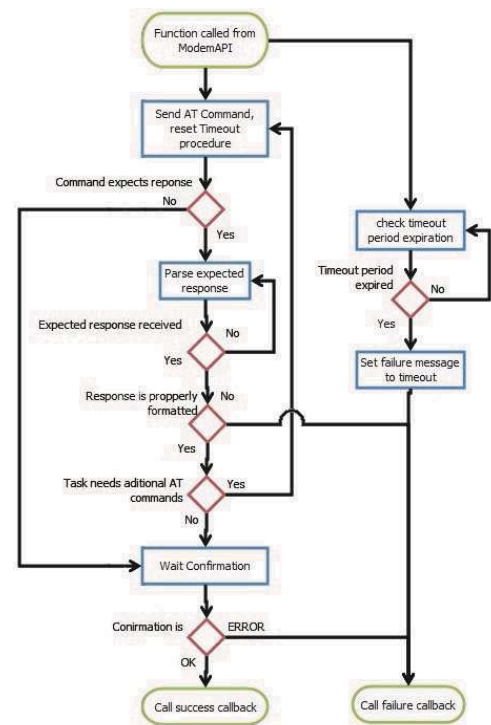 Function called from
ModemAPI
Send AT Command,
reset Timeout
procedure
Command expects reponse
No
Yes
check timeout
period expiration
Parse expected
response
Timeout period
expired
No
Yes
Expected response received
No
Yes
Set failure message
to timeout
Response is propperly
formatted
No
Yes
Task needs aditional AT
commands
Yes
No
Wait Confirmation
Conirmation is
ERROR
OK
Call success callback
Call failure callback